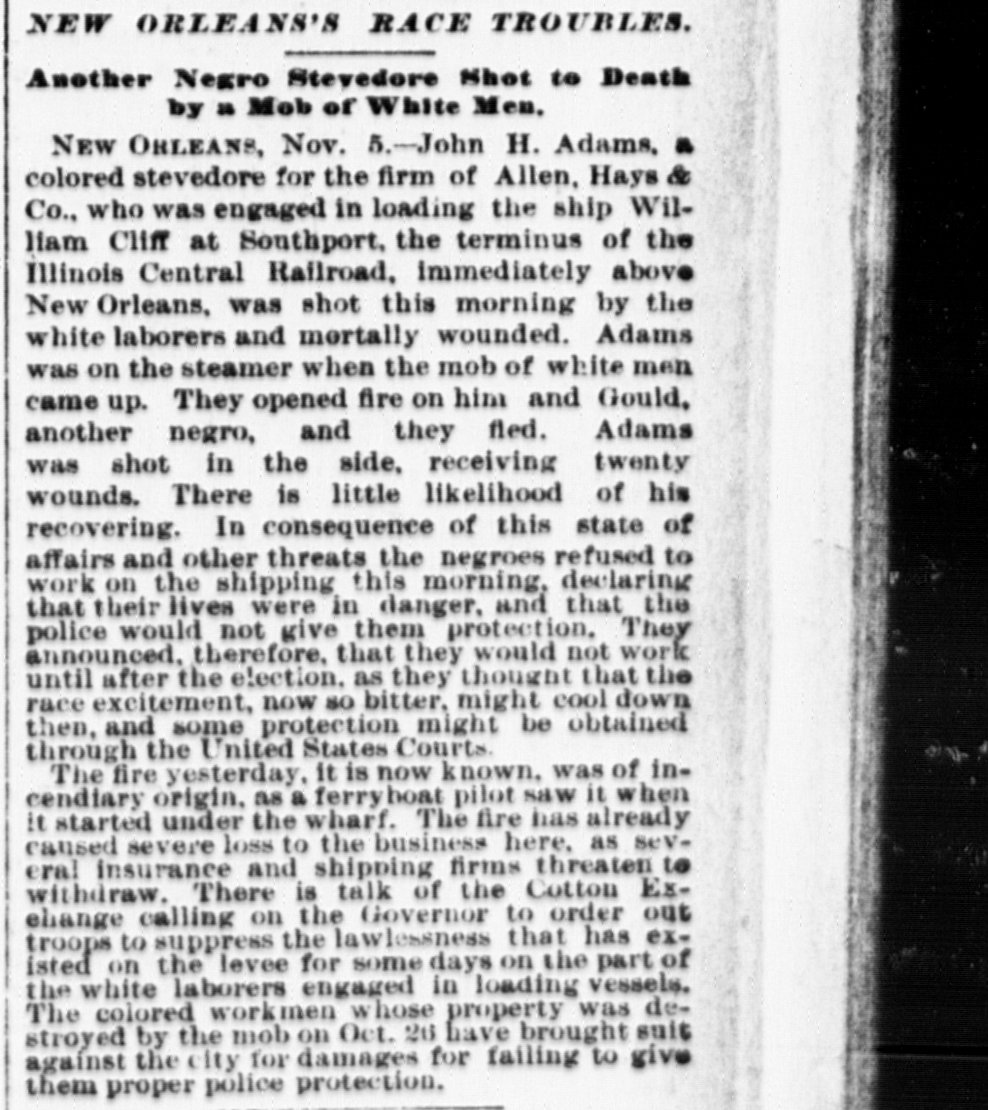 NEW ORLEANS'S RACE TROUBLES.
Another Negro Stevedore Shot to Death
by a Mob of White Men.
NEW ORLEANS, Nov. 5.—John H. Adams, a
colored stevedore for the firm of Allen, Hays &
Co., who was engaged in loading the ship Wil-
liam Cliff at Southport, the terminus of the
Illinois Central Railroad, immediately above
New Orleans, was shot this morning by the
white laborers and mortally wounded. Adams
was on the steamer when the mob of white men
came up. They opened fire on him and Gould,
another negro, and they fled. Adams
was shot in the side, receiving twenty
wounds. There is little likelihood of his
recovering. In consequence of this state of
affairs and other threats the negroes refused to
work on the shipping this morning, declaring
that their lives were in danger, and that the
police would not give them protection. They
announced, therefore, that they would not work
until after the election, as they thought that the
race excitement, now so bitter, might cool down
then, and some protection might be obtained
through the United States Courts.
The fire yesterday, it is now known, was of in-
cendiary origin, as a ferryboat pilot saw it when
it started under the wharf. The fire has already
caused severe loss to the business here, as sev-
eral insurance and shipping firms threaten to
withdraw. There is talk of the Cotton Ex-
change calling on the Governor to order out
troops to suppress the lawlessness that has ex-
isted on the levee for some days on the part of
the white laborers engaged in loading vessels.
The colored workmen whose property was de-
stroyed by the mob on Oct. 26 have brought suit
against the city for damages for failing to give
them proper police protection.